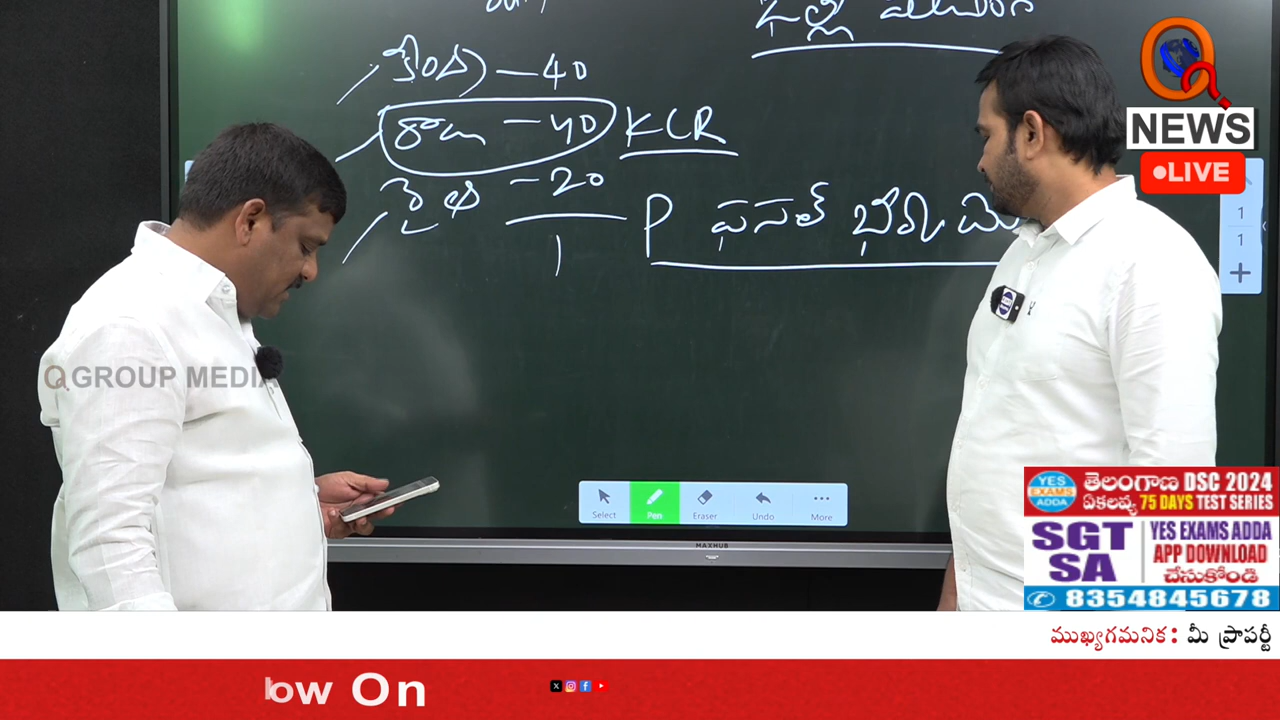 కేంద్ర - 40
రాష్ట్ర - 40 KCR
రైతు - 20
1 P ఫసల్ భీమా
Q
NEWS
LIVE
1
1
+
Q GROUP MEDIA
Select Pen Eraser Undo More
MAXHUB
YES EXAMS ADDA
తెలంగాణ DSC 2024
ఏకలవ్య 75 DAYS TEST SERIES
SGT SA
YES EXAMS ADDA
APP DOWNLOAD
చేసుకోండి
8354845678
ముఖ్యగమనిక: మీ ప్రాపర్టీ
low On